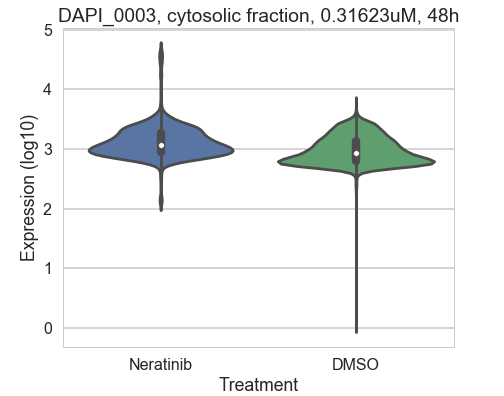 DAPI_0003, cytosolic fraction, 0.31623uM, 48h
5
4
3
2
1
0
Expression (log10)
Neratinib DMSO
Treatment